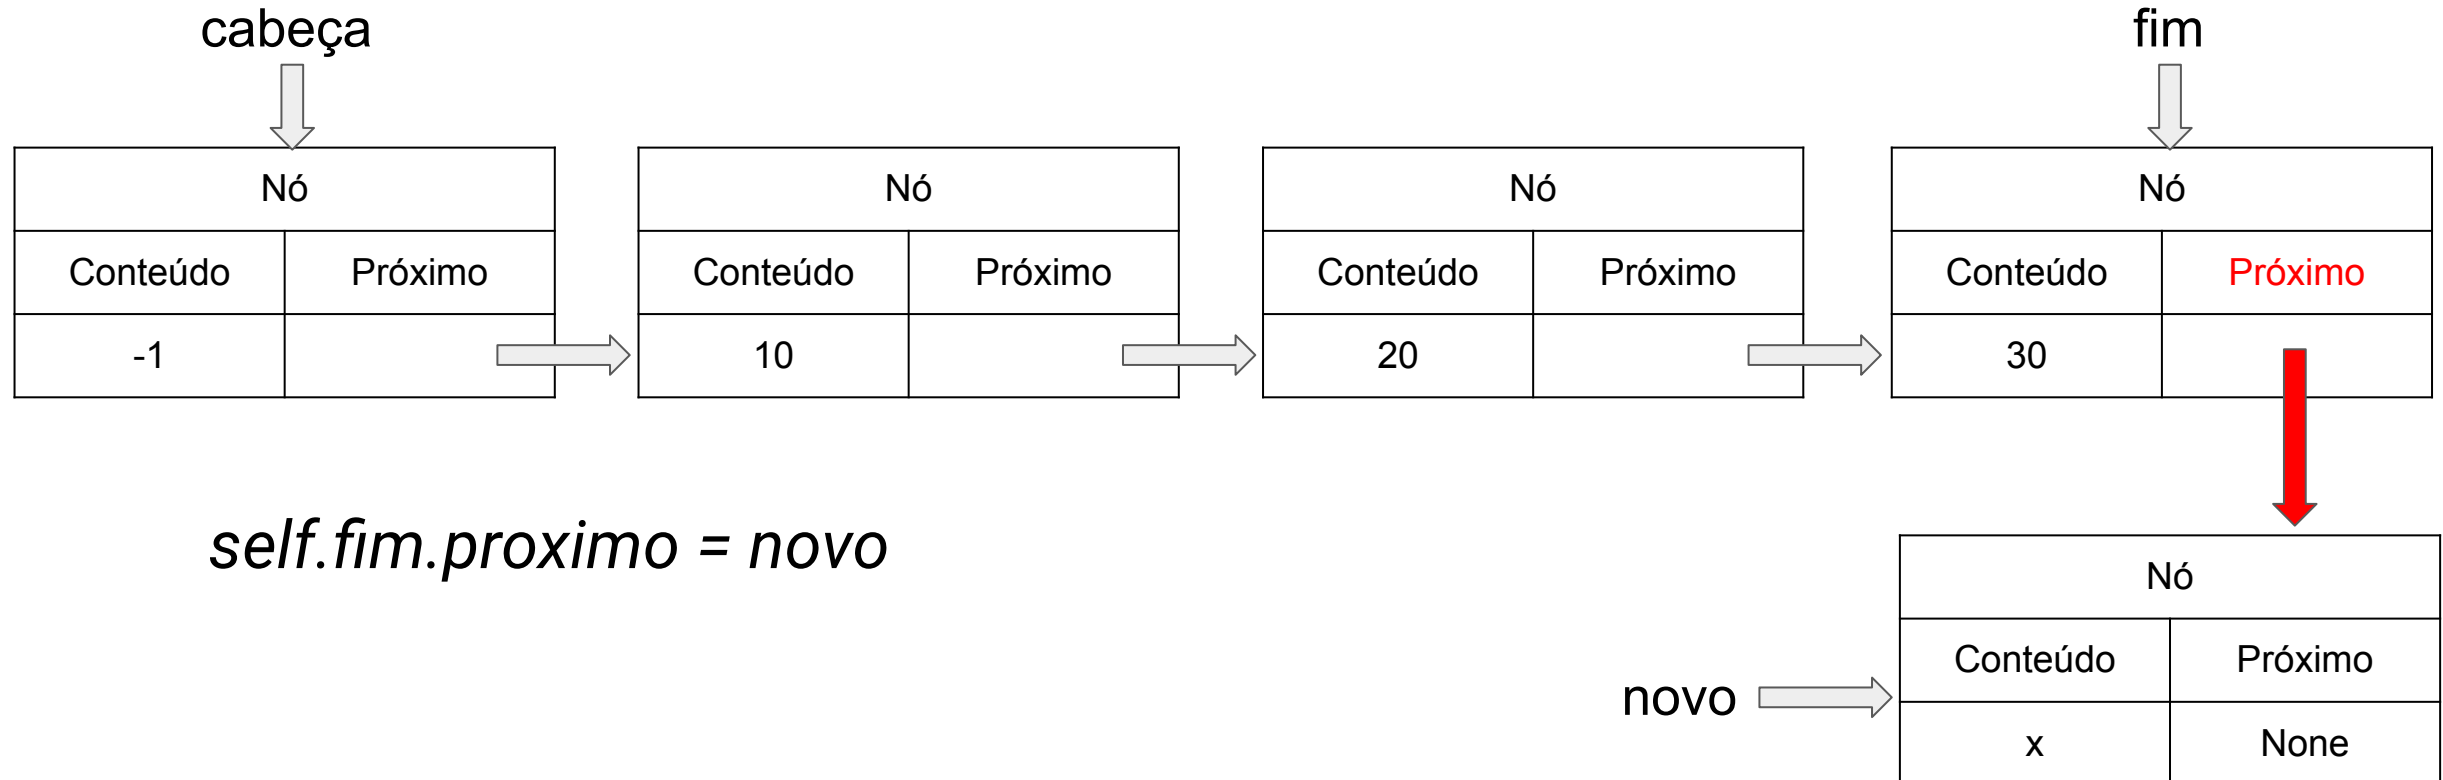 cabeça
fim
Nó
Nó
Nó
Nó
Conteúdo Próximo
Conteúdo Próximo
Conteúdo Próximo
Conteúdo Próximo
-1
10
20
30
self.fim.proximo = novo
Nó
Conteúdo Próximo
novo
x None